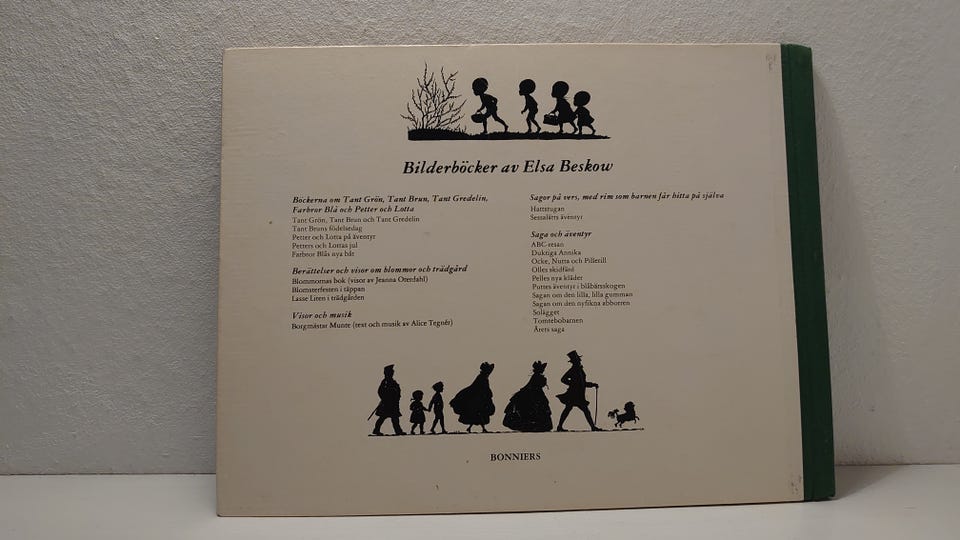 Bilderböcker av Elsa Beskow
Böckerna om Tant Grön, Tant Brun, Tant Gredelin,
Farbror Blå och Petter och Lotta
Tant Grön, Tant Brun och Tant Gredelin
Tant Bruns födelsedag
Petter och Lotta på äventyr
Petters och Lottas jul
Farbror Blås nya båt
Berättelser och visor om blommor och trädgård
Blommornas bok (visor av Jeanna Oterdahl)
Blomsterfesten i täppan
Lasse Liten i trädgården
Visor och musik
Borgmästar Munte (text och musik av Alice Tegnér)
Sagor på vers, med rim som barnen får hitta på själva
Hattstugan
Sessalätts äventyr
Saga och äventyr
ABC-resan
Duktiga Annika
Ocke, Nutta och Pillerill
Olles skidfärd
Pelles nya kläder
Puttes äventyr i blåbärsskogen
Sagan om den lilla, lilla gumman
Sagan om den nyfikna abborren
Solägget
Tomtebobarnen
Årets saga
BONNIERS